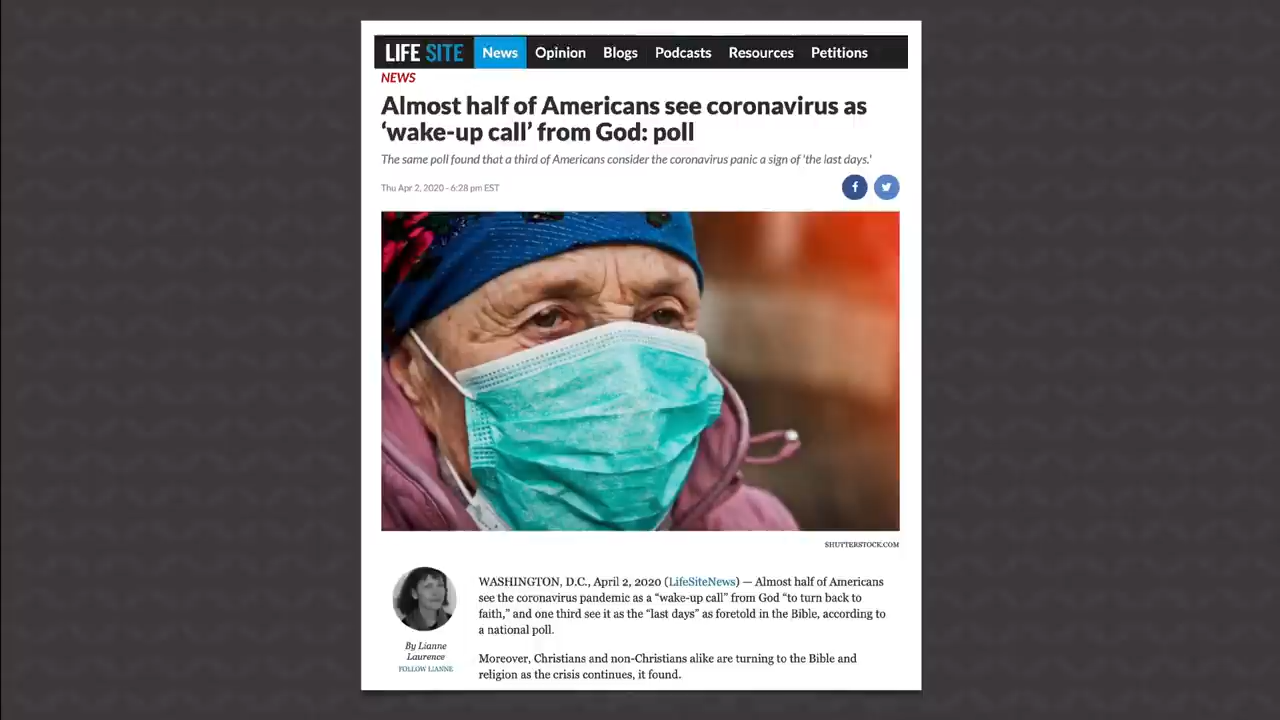 LIFE SITE News Opinion Blogs Podcasts Resources Petitions
NEWS
Almost half of Americans see coronavirus as
‘wake-up call’ from God: poll
The same poll found that a third of Americans consider the coronavirus panic a sign of 'the last days.'
Thu Apr 2, 2020 - 6:28 pm EST
SHUTTERSTOCK.COM
By Lianne
Laurence
FOLLOW LIANNE
WASHINGTON, D.C., April 2, 2020 (LifeSiteNews) — Almost half of Americans
see the coronavirus pandemic as a “wake-up call” from God “to turn back to
faith,” and one third see it as the “last days” as foretold in the Bible, according to
a national poll.
Moreover, Christians and non-Christians alike are turning to the Bible and
religion as the crisis continues, it found.